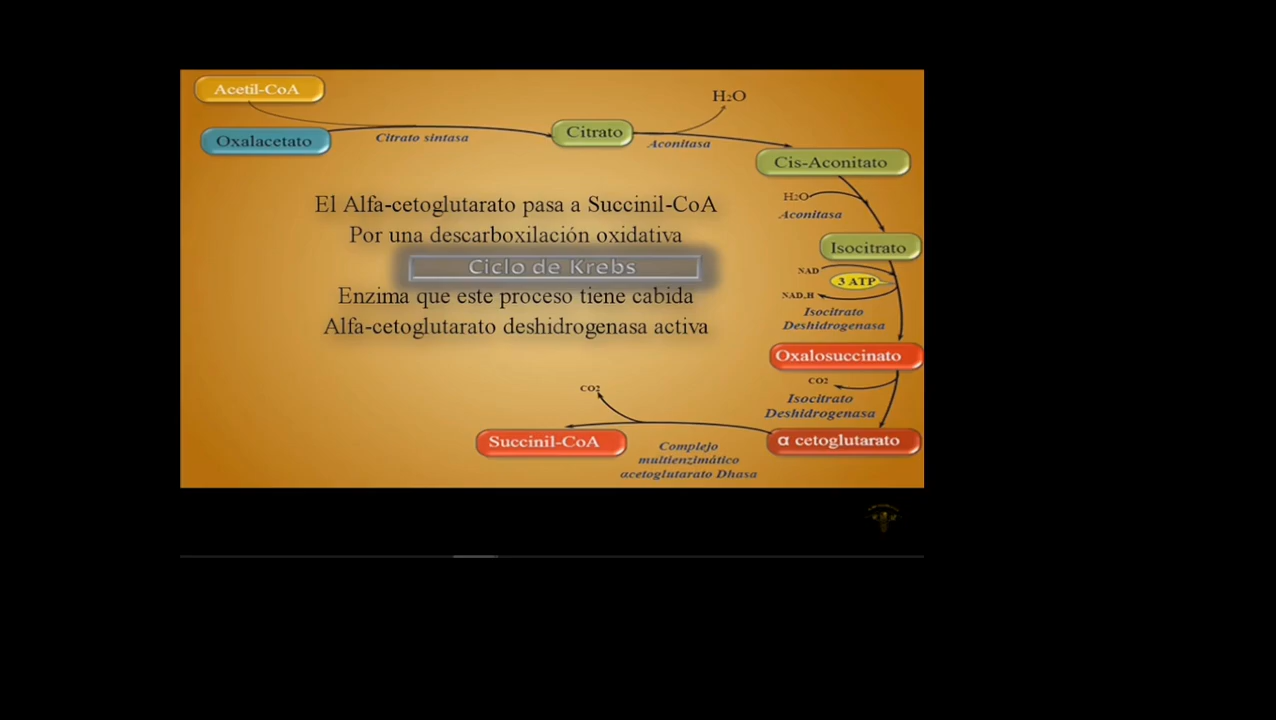 Acetil-CoA
H2O
Oxalacetato
Citrato sintasa
Citrato
Aconitasa
Cis-Aconitato
H2O
Aconitasa
El Alfa-cetoglutarato pasa a Succinil-CoA
Por una descarboxilación oxidativa
Ciclo de Krebs
Enzima que este proceso tiene cabida
Alfa-cetoglutarato deshidrogenasa activa
Isocitrato
NAD
3 ATP
NAD.H
Isocitrato
Deshidrogenasa
Oxalosuccinato
CO2
Isocitrato
Deshidrogenasa
CO2
Succinil-CoA
Complejo
multienzimático
αcetoglutarato Dhasa
α cetoglutarato